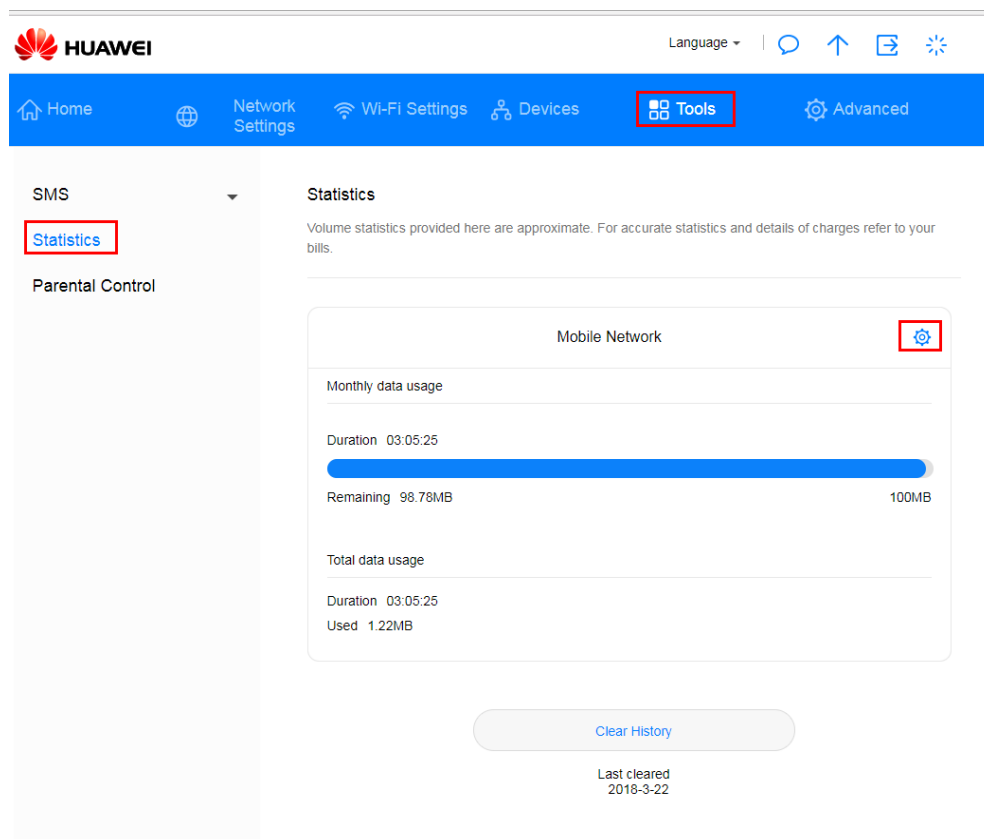 HUAWEI
Language
Home
Network
Settings
Wi-Fi Settings
Devices
Tools
Advanced
SMS
Statistics
Parental Control
Statistics
Volume statistics provided here are approximate. For accurate statistics and details of charges refer to your
bills.
Mobile Network
Monthly data usage
Duration 03:05:25
Remaining 98.78MB
100MB
Total data usage
Duration 03:05:25
Used 1.22MB
Clear History
Last cleared
2018-3-22